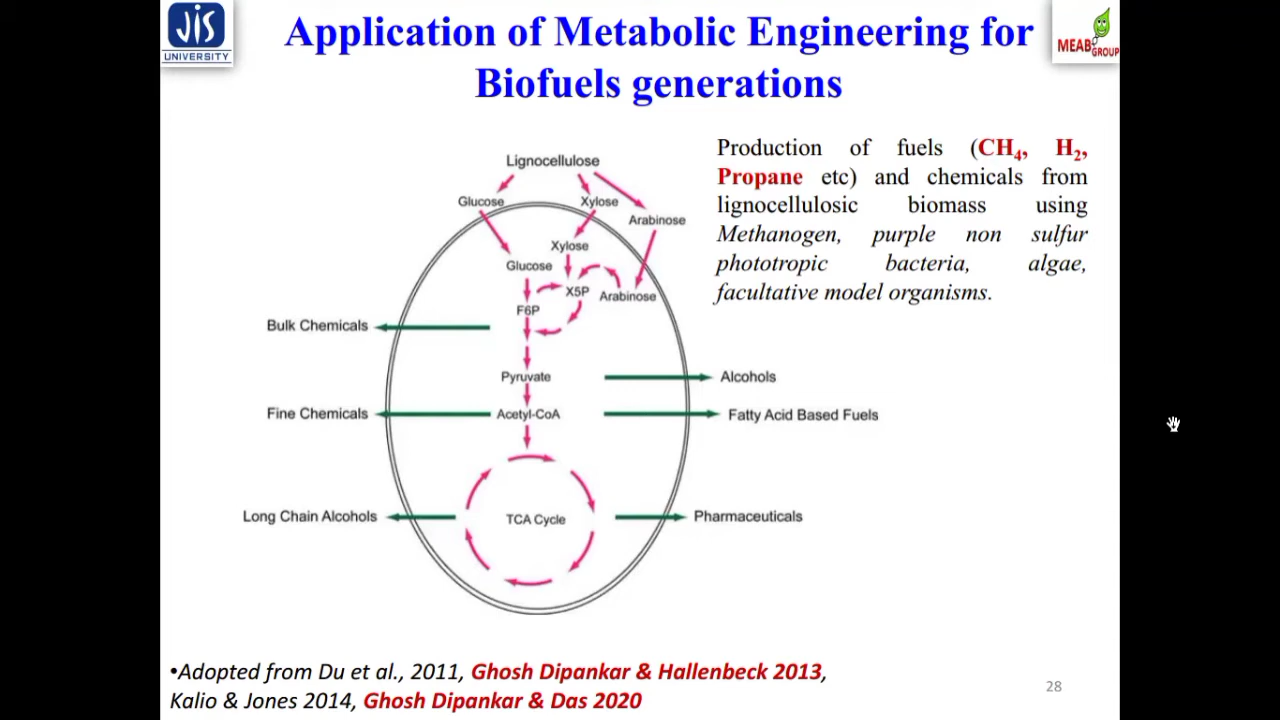 JIS
UNIVERSITY
Application of Metabolic Engineering for
Biofuels generations
MEAB GROUP
Production of fuels (CH4, H2,
Propane etc) and chemicals from
lignocellulosic biomass using
Methanogen, purple non sulfur
phototropic bacteria, algae,
facultative model organisms.
Lignocellulose
Glucose
Xylose
Arabinose
Xylose
Glucose
X5P
Arabinose
F6P
Bulk Chemicals
Pyruvate
Alcohols
Fine Chemicals
Acetyl-CoA
Fatty Acid Based Fuels
Long Chain Alcohols
TCA Cycle
Pharmaceuticals
•Adopted from Du et al., 2011, Ghosh Dipankar & Hallenbeck 2013,
Kalio & Jones 2014, Ghosh Dipankar & Das 2020
28